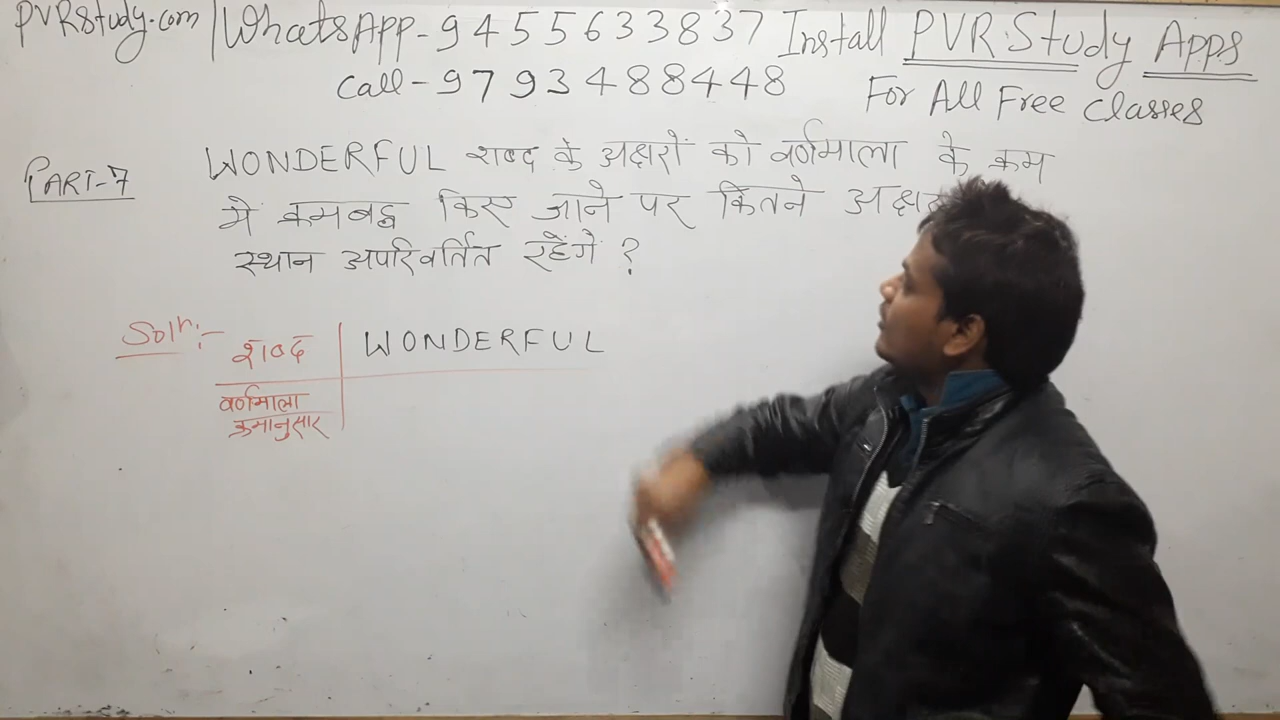 PVRstudy.com | WhatsApp-9455633837 Install PVR Study Apps
call-9793488448 For All Free Classes
PART-7
WONDERFUL शब्द के अक्षरों को वर्णमाला के क्रम
मे क्रमबद्ध किए जाने पर कितने
स्थान अपरिवर्तित रहेंगे ?
Solⁿ:-
शब्द WONDERFUL
वर्णमाला
क्रमानुसार